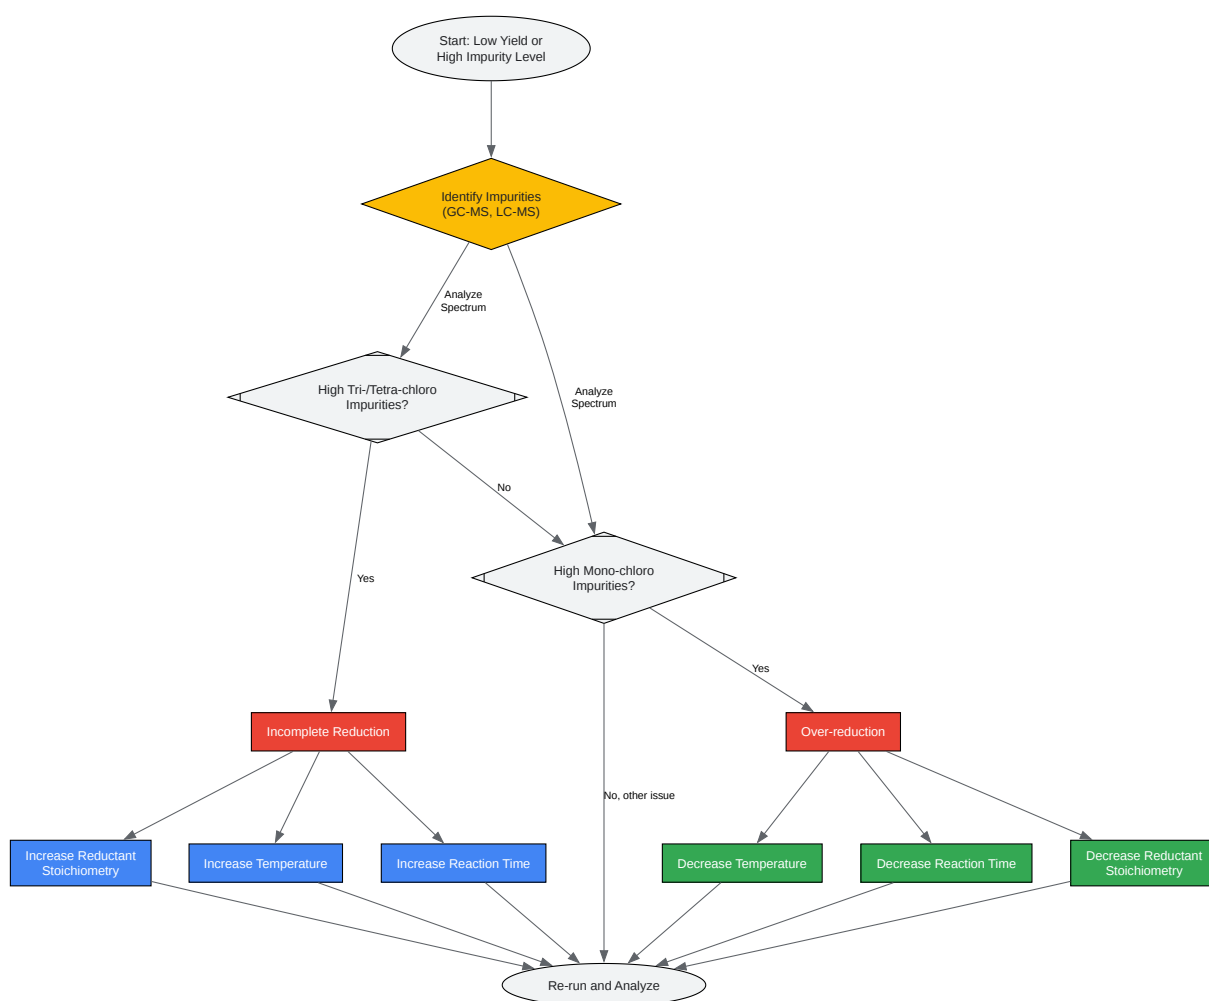 Start: Low Yield or
High Impurity Level
Identify Impurities
(GC-MS, LC-MS)
Analyze
Spectrum
Analyze
Spectrum
High Tri-/Tetra-chloro
Impurities?
No
High Mono-chloro
Impurities?
Yes
Yes
Incomplete Reduction
Over-reduction
No, other issue
Increase Reductant
Stoichiometry
Increase Temperature
Increase Reaction Time
Decrease Temperature
Decrease Reaction Time
Decrease Reductant
Stoichiometry
Re-run and Analyze